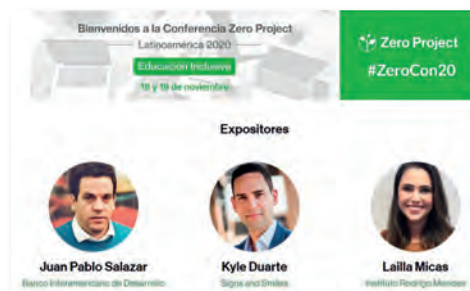 Bienvenidos a la Conferencia Zero Project
Latinoamérica 2020
Educación Inclusiva
18 y 19 de noviembre
Zero Project
#ZeroCon20
Expositores
Juan Pablo Salazar
Banco Interamericano de Desarrollo
Kyle Duarte
Signs and Smiles
Lailla Micas
Instituto Rodrigo Mendes